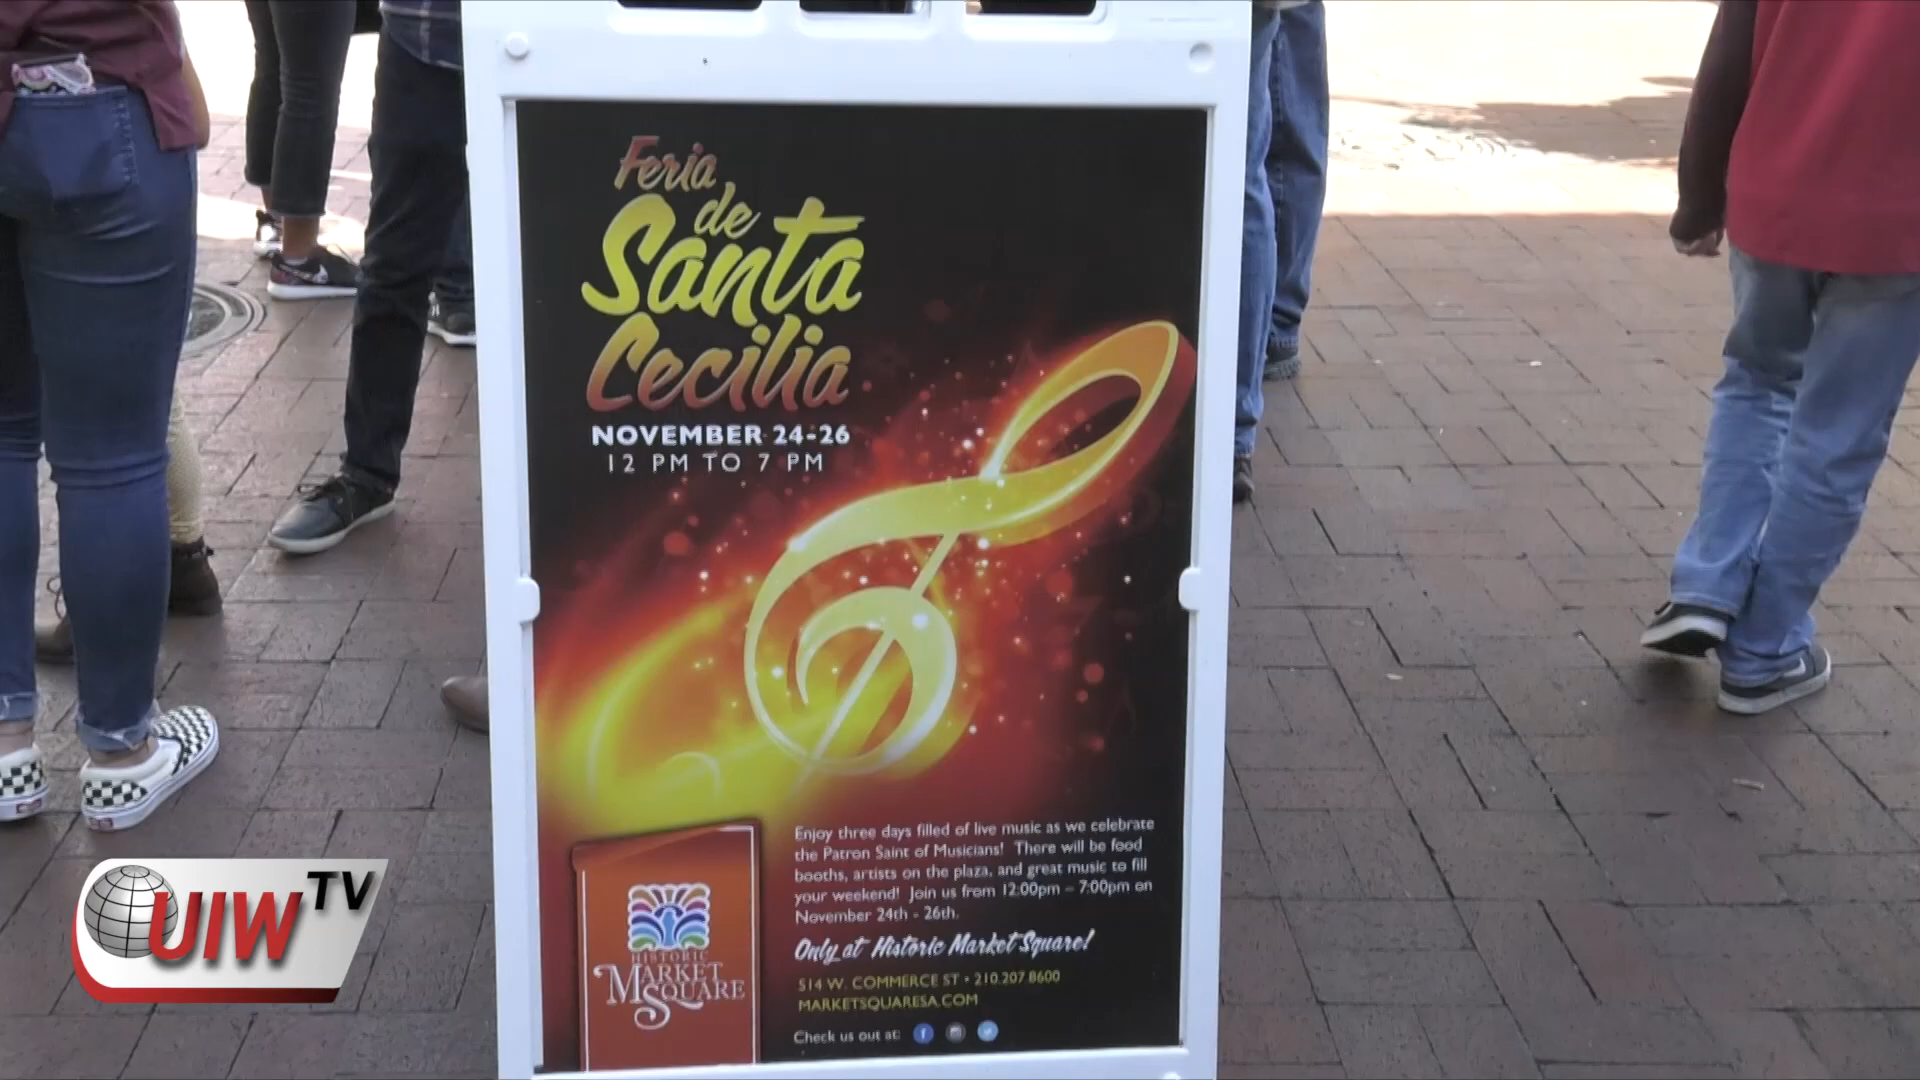 Feria
de
Santa
Cecilia
NOVEMBER 24-26
12 PM TO 7 PM
Enjoy three days filled of live music as we celebrate
the Patron Saint of Musicians! There will be food
booths, artists on the plaza, and great music to fill
your weekend! Join us from 12:00pm – 7:00pm on
November 24th - 26th.
Only at Historic Market Square!
514 W. COMMERCE ST • 210.207.8600
MARKETSQUARESA.COM
Check us out at:
HISTORIC
MARKET
SQUARE
UIWTV